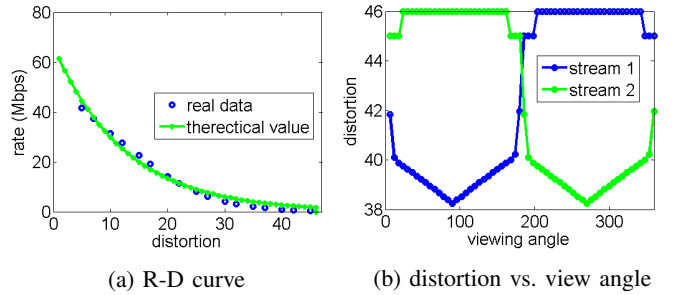 80
60
40
20
0
0
10
20
30
40
rate (Mbps)
distortion
real data
therectical value
(a) R-D curve
46
44
42
40
38
0
100
200
300
distortion
viewing angle
stream 1
stream 2
(b) distortion vs. view angle